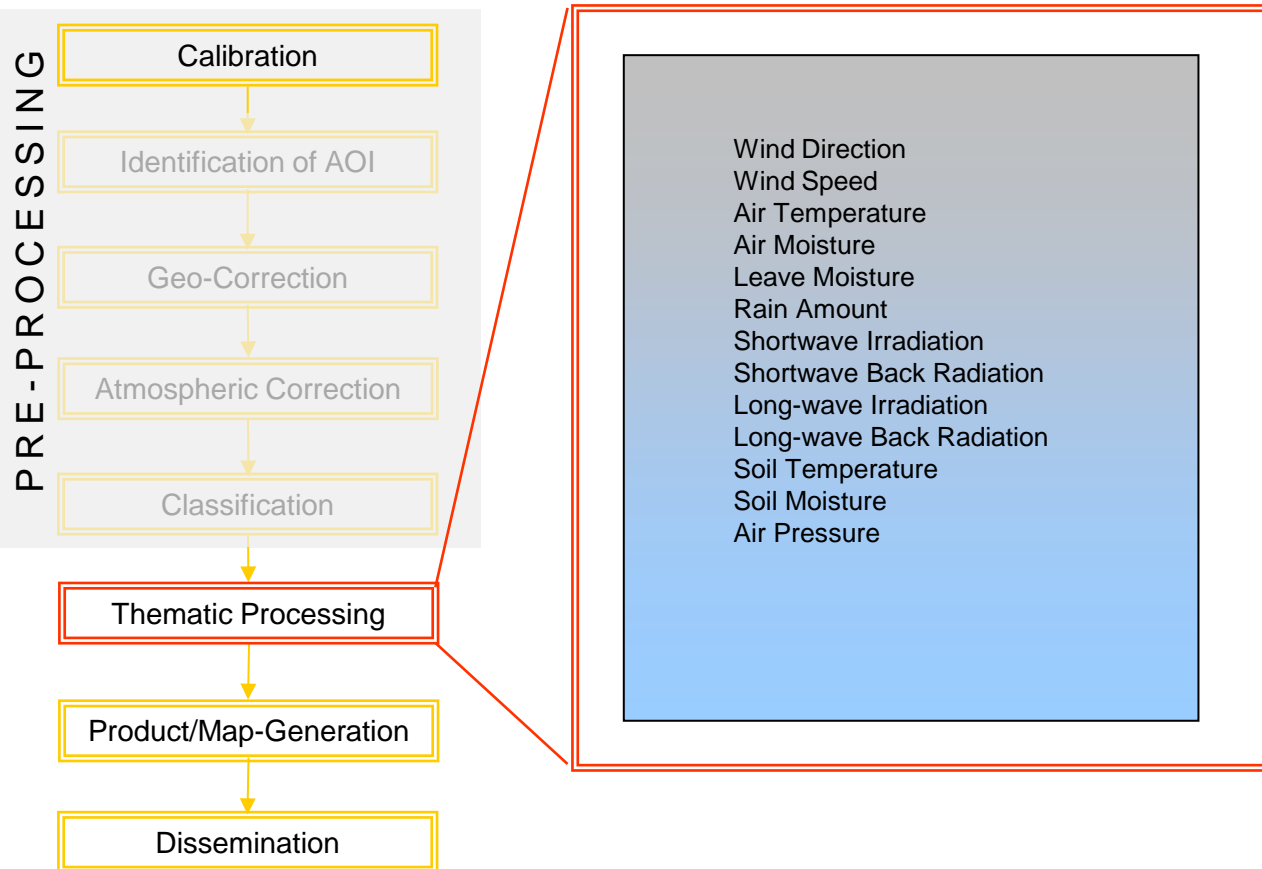 PRE-PROCESSING
Calibration
Identification of AOI
Geo-Correction
Atmospheric Correction
Classification
Thematic Processing
Product/Map-Generation
Dissemination
Wind Direction
Wind Speed
Air Temperature
Air Moisture
Leave Moisture
Rain Amount
Shortwave Irradiation
Shortwave Back Radiation
Long-wave Irradiation
Long-wave Back Radiation
Soil Temperature
Soil Moisture
Air Pressure